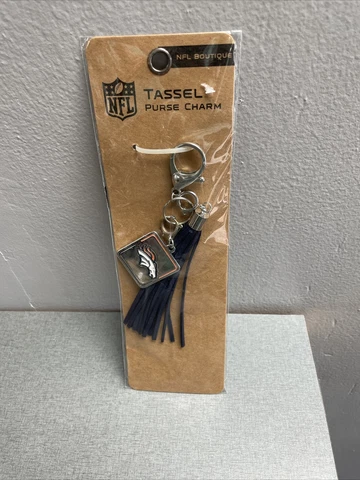 NFL BOUTIQUE
NFL
TASSEL
PURSE CHARM